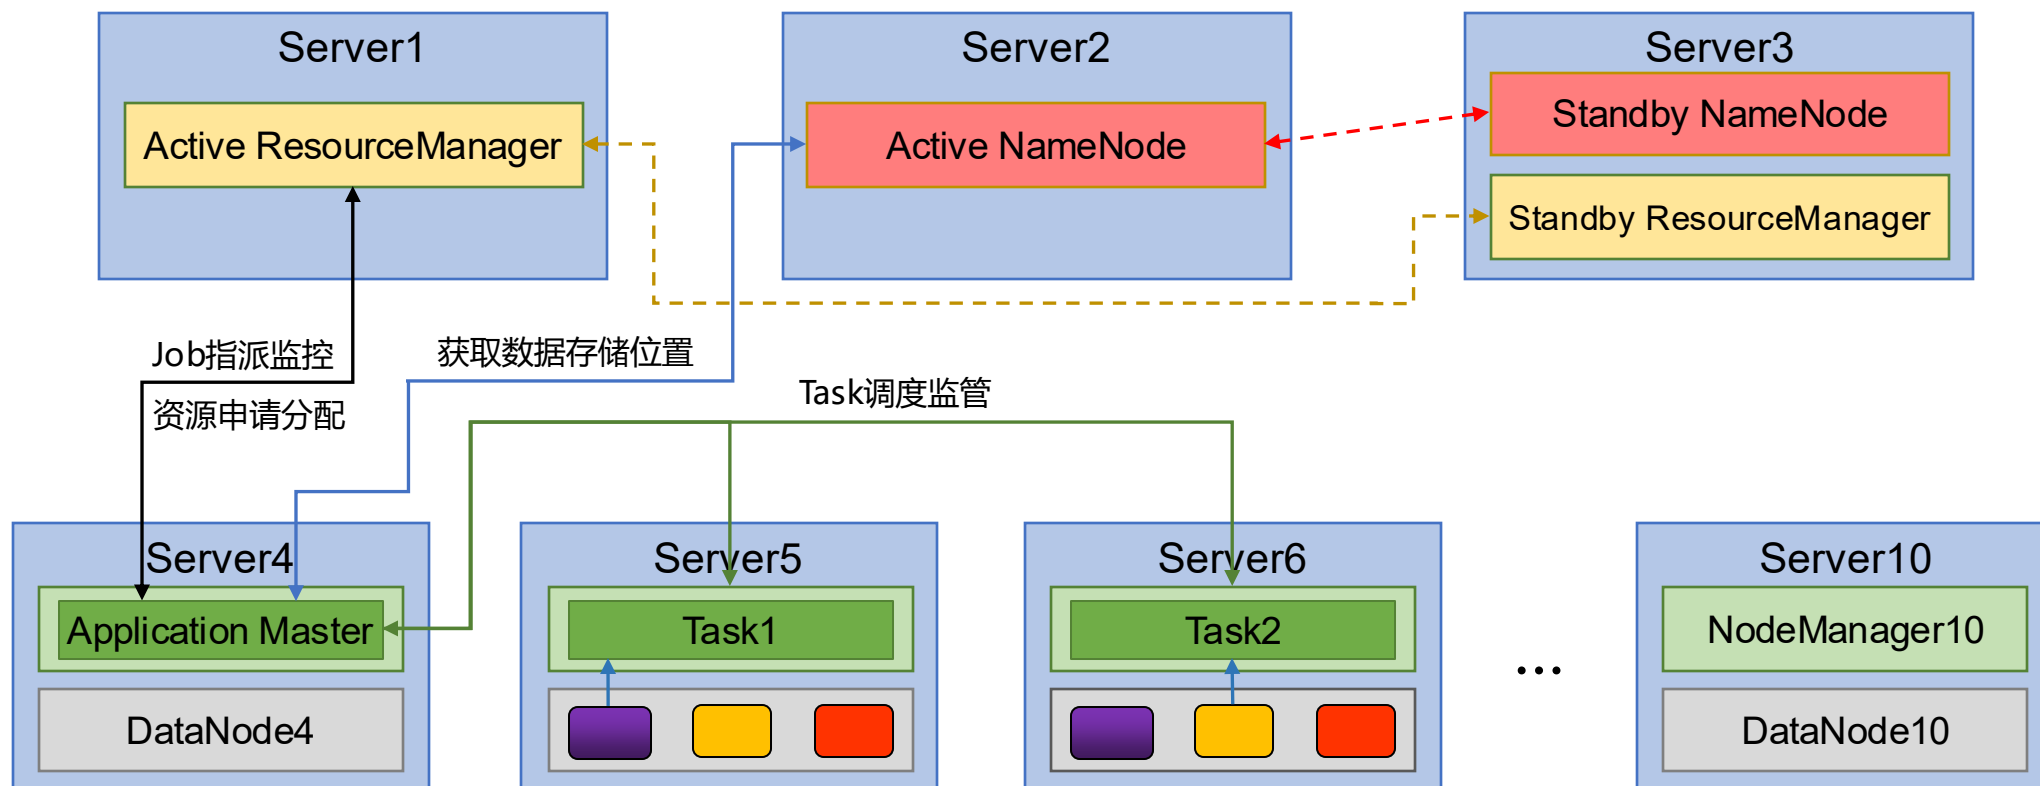 Server1
Active ResourceManager
Server2
Active NameNode
Server3
Standby NameNode
Standby ResourceManager
Job指派监控
资源申请分配
获取数据存储位置
Task调度监管
Server4
Application Master
DataNode4
Server5
Task1
Server6
Task2
...
Server10
NodeManager10
DataNode10